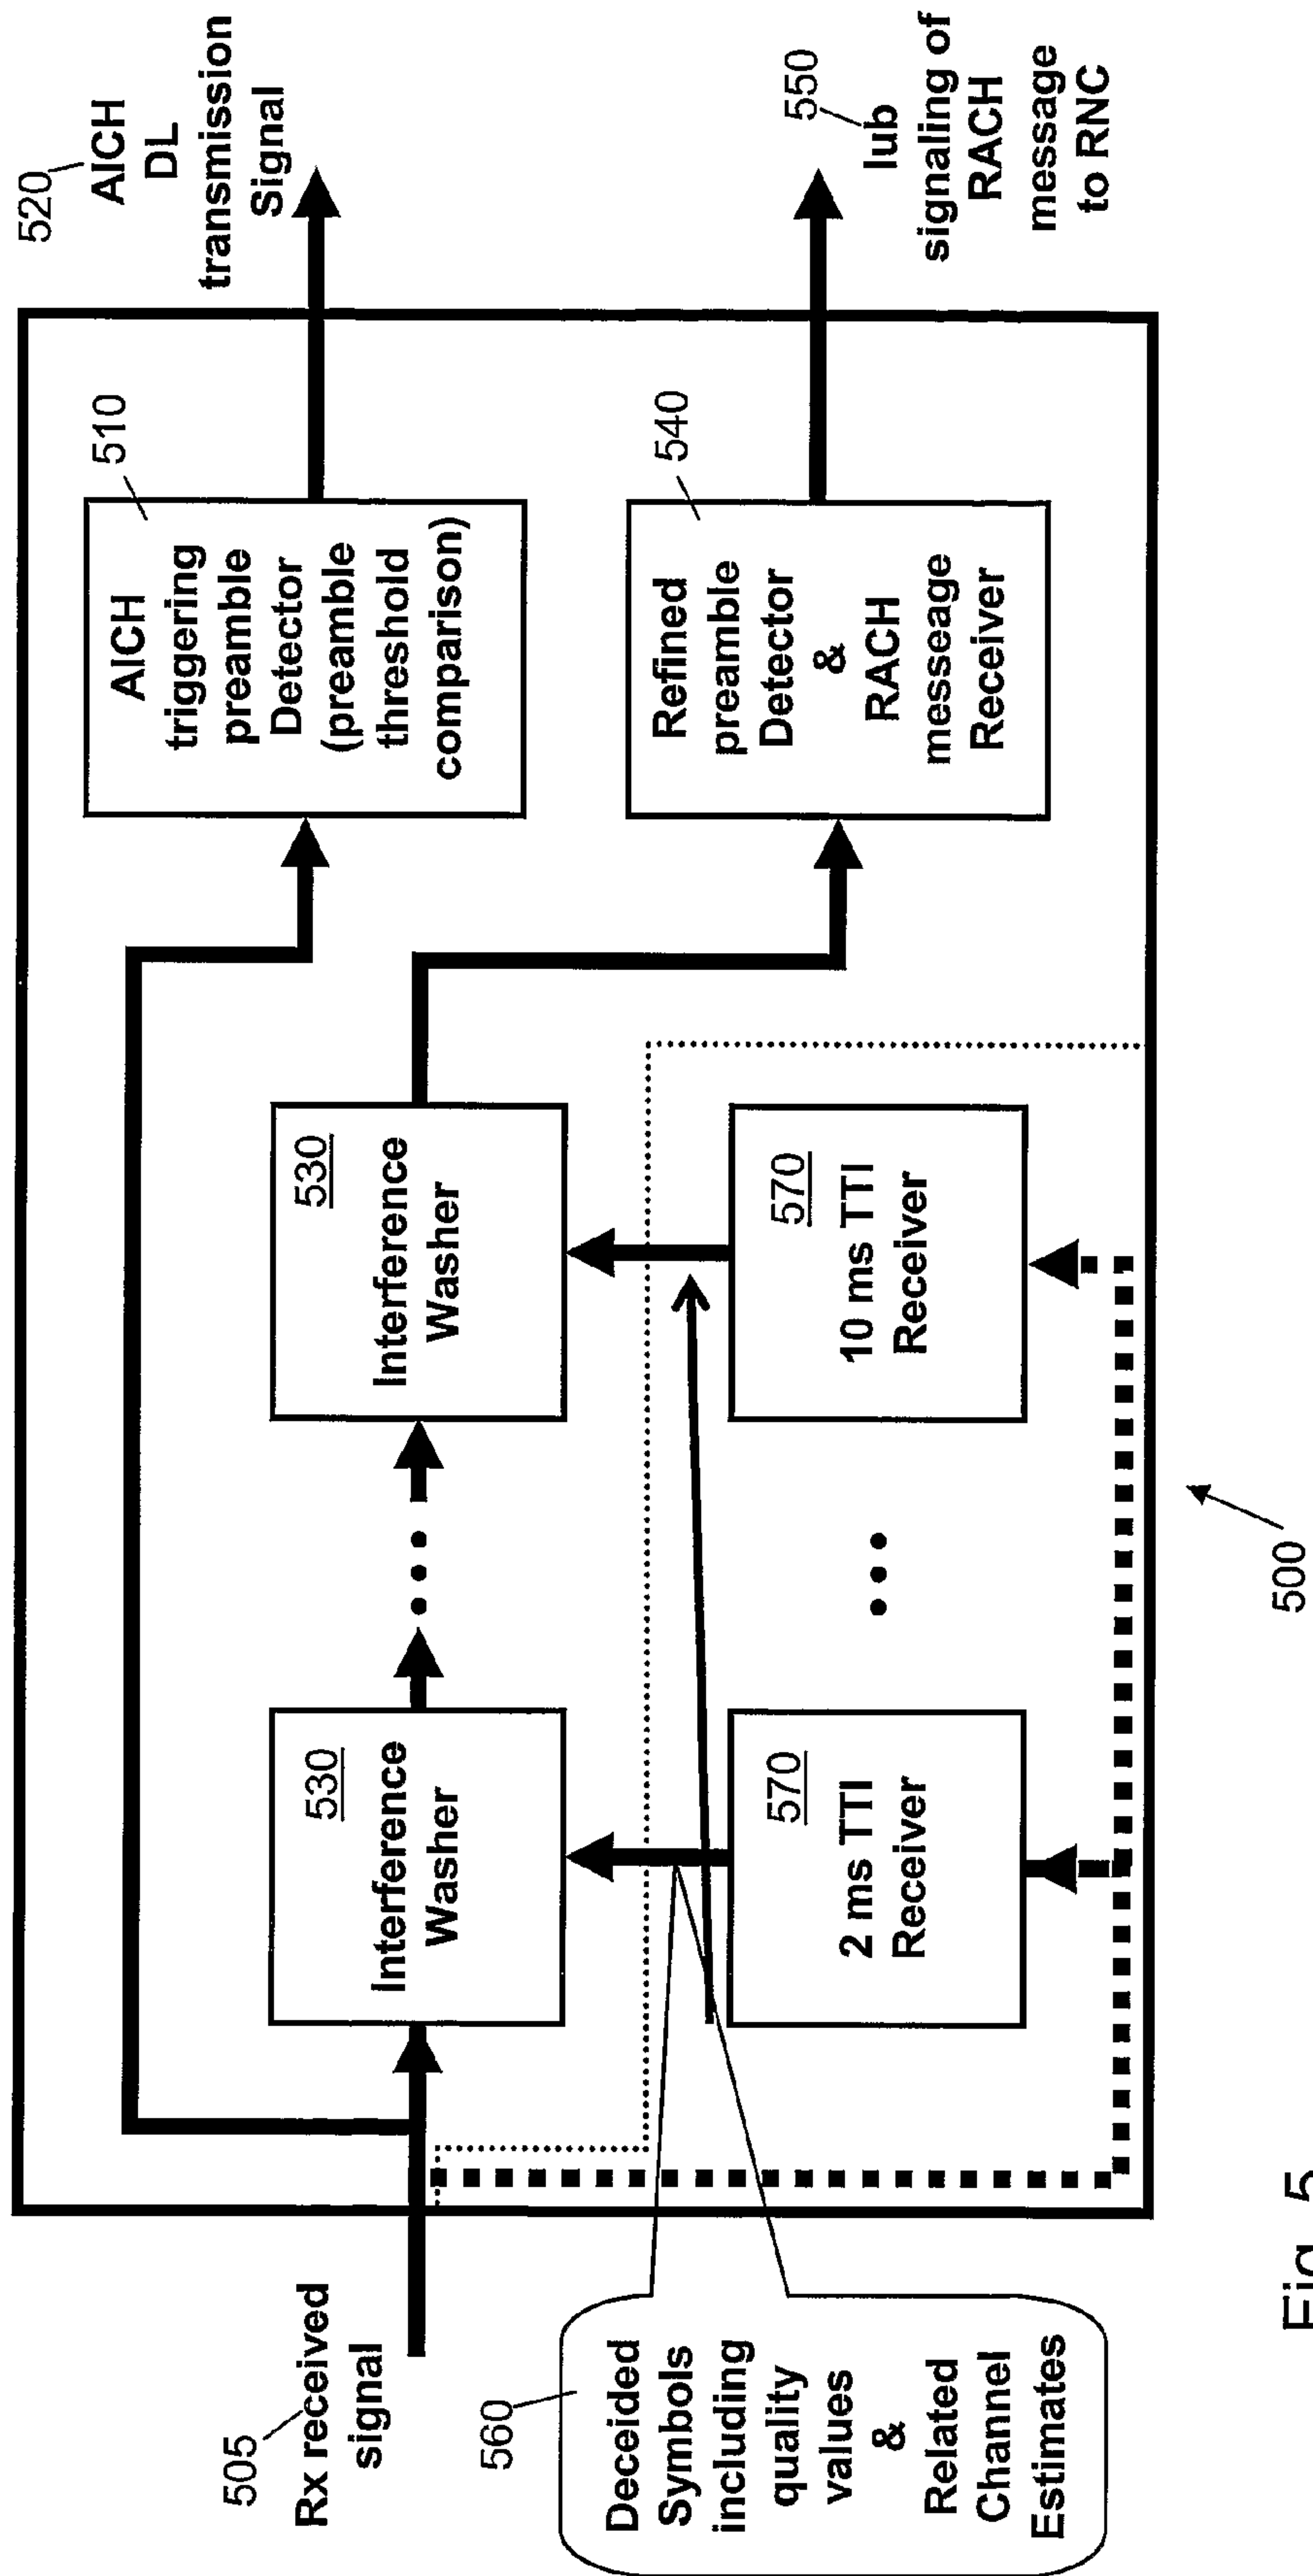 520
AICH
DL
transmission
Signal
550
Iub
signaling of
RACH
message
to RNC
510
AICH
triggering
preamble
Detector
(preamble
threshold
comparison)
540
Refined
preamble
Detector
&
RACH
messeage
Receiver
530
Interference
Washer
530
Interference
Washer
570
2 ms TTI
Receiver
570
10 ms TTI
Receiver
505
Rx received
signal
560
Deceided
Symbols
including
quality
values
&
Related
Channel
Estimates
500
Fig. 5